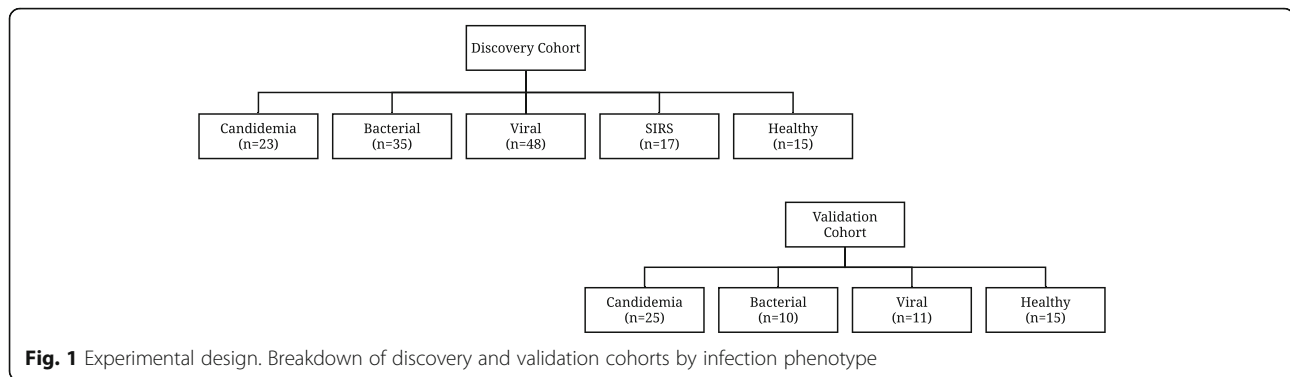 Discovery Cohort
Candidemia
(n=23)
Bacterial
(n=35)
Viral
(n=48)
SIRS
(n=17)
Healthy
(n=15)
Validation
Cohort
Candidemia
(n=25)
Bacterial
(n=10)
Viral
(n=11)
Healthy
(n=15)
Fig. 1 Experimental design. Breakdown of discovery and validation cohorts by infection phenotype